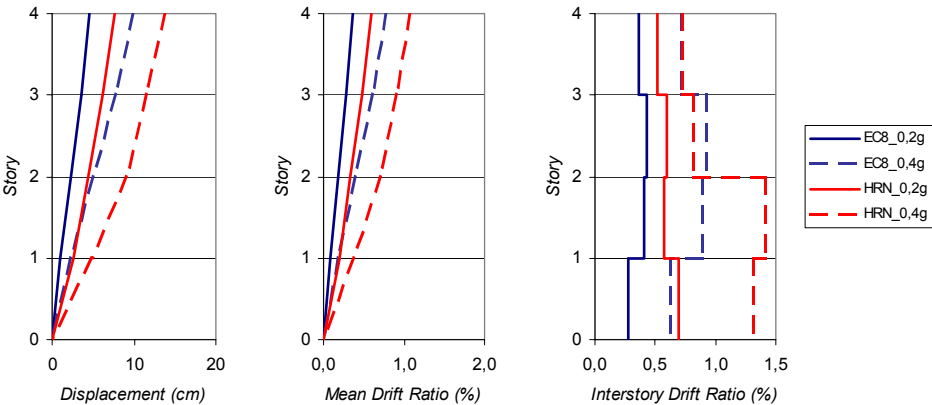 4
3
2
1
0
Story
0
10
20
Displacement (cm)
4
3
2
1
0
Story
0,0
1,0
2,0
Mean Drift Ratio (%)
4
3
2
1
0
Story
0,0
0,5
1,0
1,5
Interstory Drift Ratio (%)
EC8_0,2g
EC8_0,4g
HRN_0,2g
HRN_0,4g